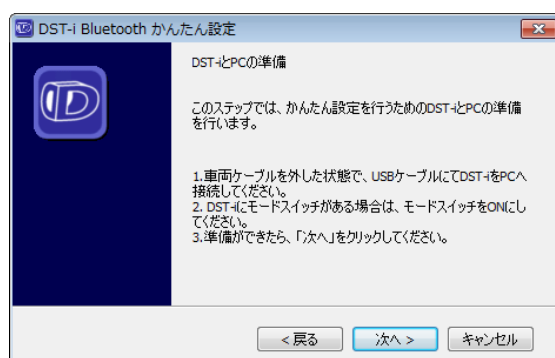 DST-i Bluetooth かんたん設定
DST-iとPCの準備
このステップでは、かんたん設定を行うためのDST-iとPCの準備
を行います。
1.車両ケーブルを外した状態で、USBケーブルにてDST-iをPCへ
接続してください。
2. DST-iにモードスイッチがある場合は、モードスイッチをONにし
てください。
3.準備ができたら、「次へ」をクリックしてください。
< 戻る 次へ > キャンセル